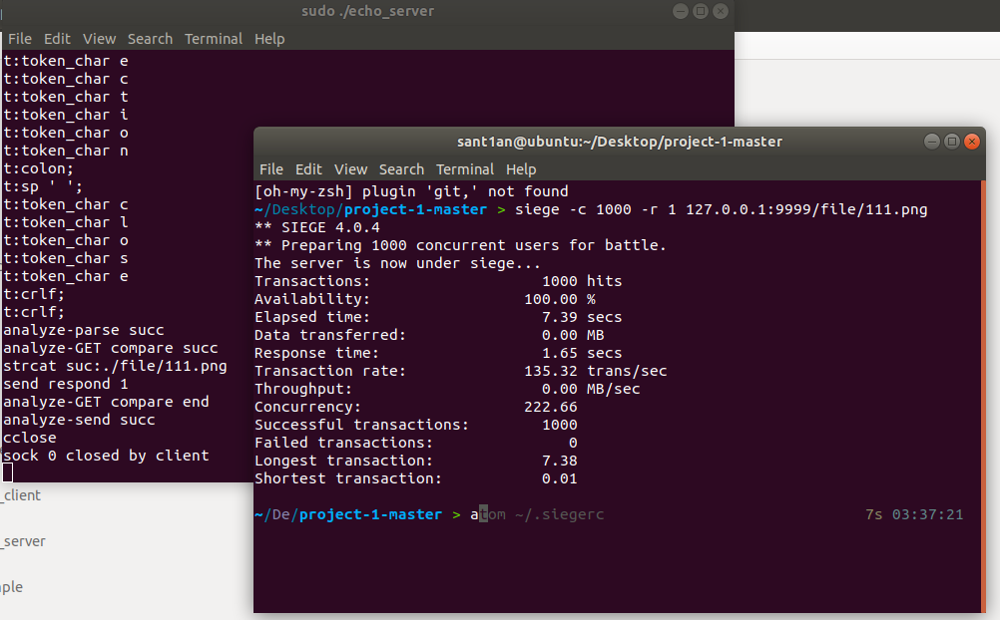 sudo ./echo_server
File Edit View Search Terminal Help
t:token_char e
t:token_char c
t:token_char t
t:token_char i
t:token_char o
t:token_char n
t:colon;
t:sp ' ';
t:token_char c
t:token_char l
t:token_char o
t:token_char s
t:token_char e
t:crlf;
t:crlf;
analyze-parse succ
analyze-GET compare succ
strcat suc:./file/111.png
send respond 1
analyze-GET compare end
analyze-send succ
cclose
sock 0 closed by client
_client
_server
sant1an@ubuntu:~/Desktop/project-1-master
File Edit View Search Terminal Help
[oh-my-zsh] plugin 'git,' not found
~/Desktop/project-1-master > siege -c 1000 -r 1 127.0.0.1:9999/file/111.png
** SIEGE 4.0.4
** Preparing 1000 concurrent users for battle.
The server is now under siege...
Transactions: 1000 hits
Availability: 100.00 %
Elapsed time: 7.39 secs
Data transferred: 0.00 MB
Response time: 1.65 secs
Transaction rate: 135.32 trans/sec
Throughput: 0.00 MB/sec
Concurrency: 222.66
Successful transactions: 1000
Failed transactions: 0
Longest transaction: 7.38
Shortest transaction: 0.01
~/De/project-1-master > atom ~/.siegerc 7s 03:37:21